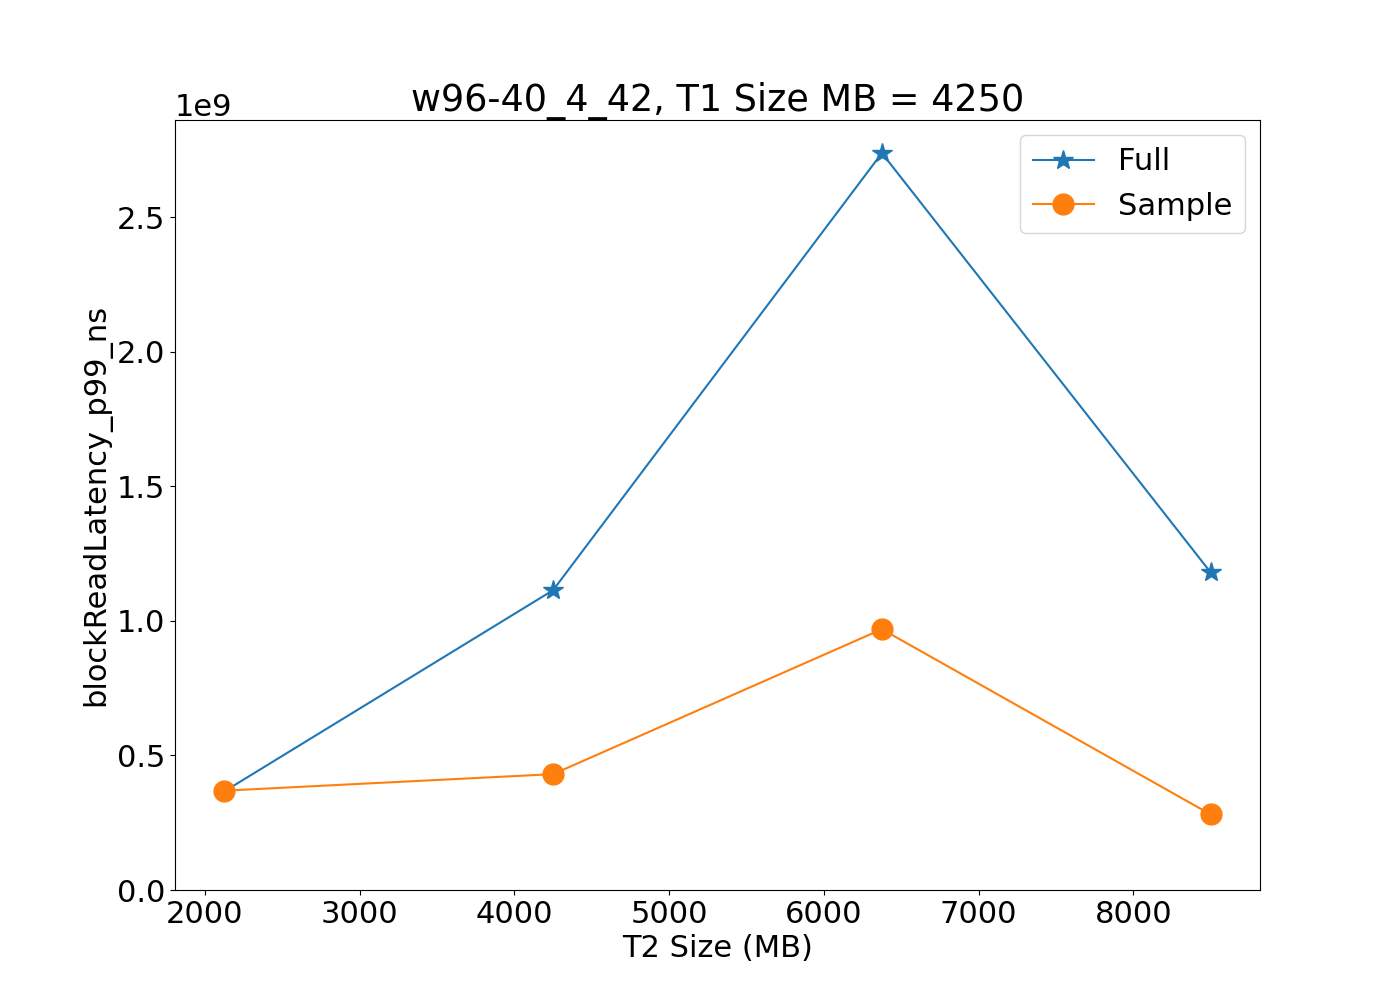 w96-40_4_42, T1 Size MB = 4250
1e9
Full
Sample
2.5
2.0
1.5
1.0
0.5
0.0
blockReadLatency_p99_ns
2000 3000 4000 5000 6000 7000 8000
T2 Size (MB)